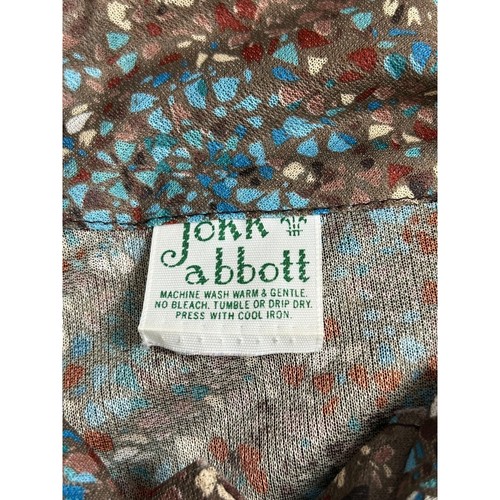 john
abbott
MACHINE WASH WARM & GENTLE.
NO BLEACH. TUMBLE OR DRIP DRY.
PRESS WITH COOL IRON.